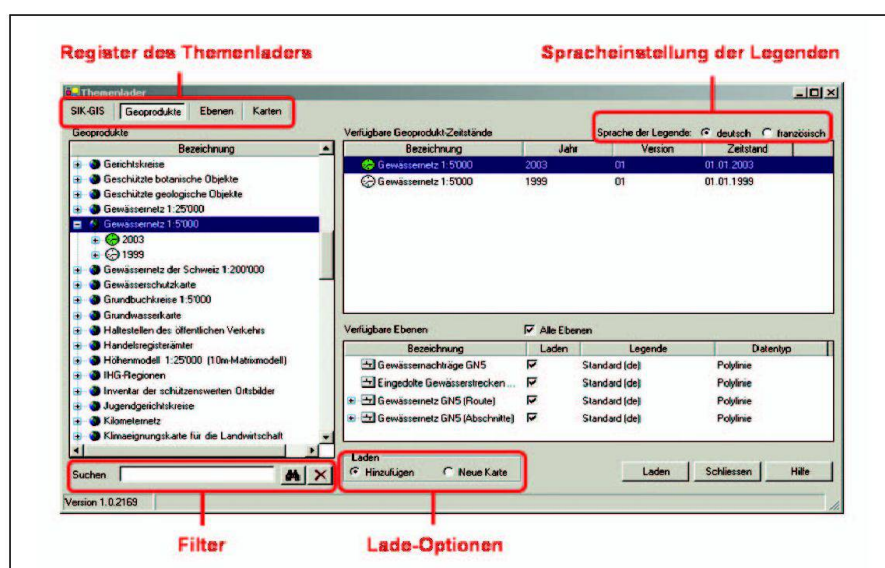 Register des Themenladers
Spracheinstellung der Legenden
Themenlader
SIK-GIS Geoprodukte Ebenen Karten
Geoprodukte
Bezeichnung
Gerichtskreise
Geschützte botanische Objekte
Geschützte geologische Objekte
Gewässernetz 1:25'000
Gewässernetz 1:5'000
2003
1999
Gewässernetz der Schweiz 1:200'000
Gewässerschutzkarte
Grundbuchkreise 1:5'000
Grundwasserkarte
Haltestellen des öffentlichen Verkehrs
Handelsregisterämter
Höhenmodell 1:25'000 (10m-Matrixmodell)
IHG-Regionen
Inventar der schützenswerten Ortsbilder
Jugendgerichtskreise
Kilometernetz
Klimaeignungskarte für die Landwirtschaft
Suchen
Version 1.0.2169
Verfügbare Geoprodukt-Zeitstände Sprache der Legende: deutsch französisch
Bezeichnung Jahr Version Zeitstand
Gewässernetz 1:5'000 2003 01 01.01.2003
Gewässernetz 1:5'000 1999 01 01.01.1999
Verfügbare Ebenen Alle Ebenen
Bezeichnung Laden Legende Datentyp
Gewässernachträge GN5 Standard (de) Polylinie
Eingedolte Gewässerstrecken ... Standard (de) Polylinie
Gewässernetz GN5 (Route) Standard (de) Polylinie
Gewässernetz GN5 (Abschnitte) Standard (de) Polylinie
Laden
Hinzufügen Neue Karte
Laden Schliessen Hilfe
Filter
Lade-Optionen